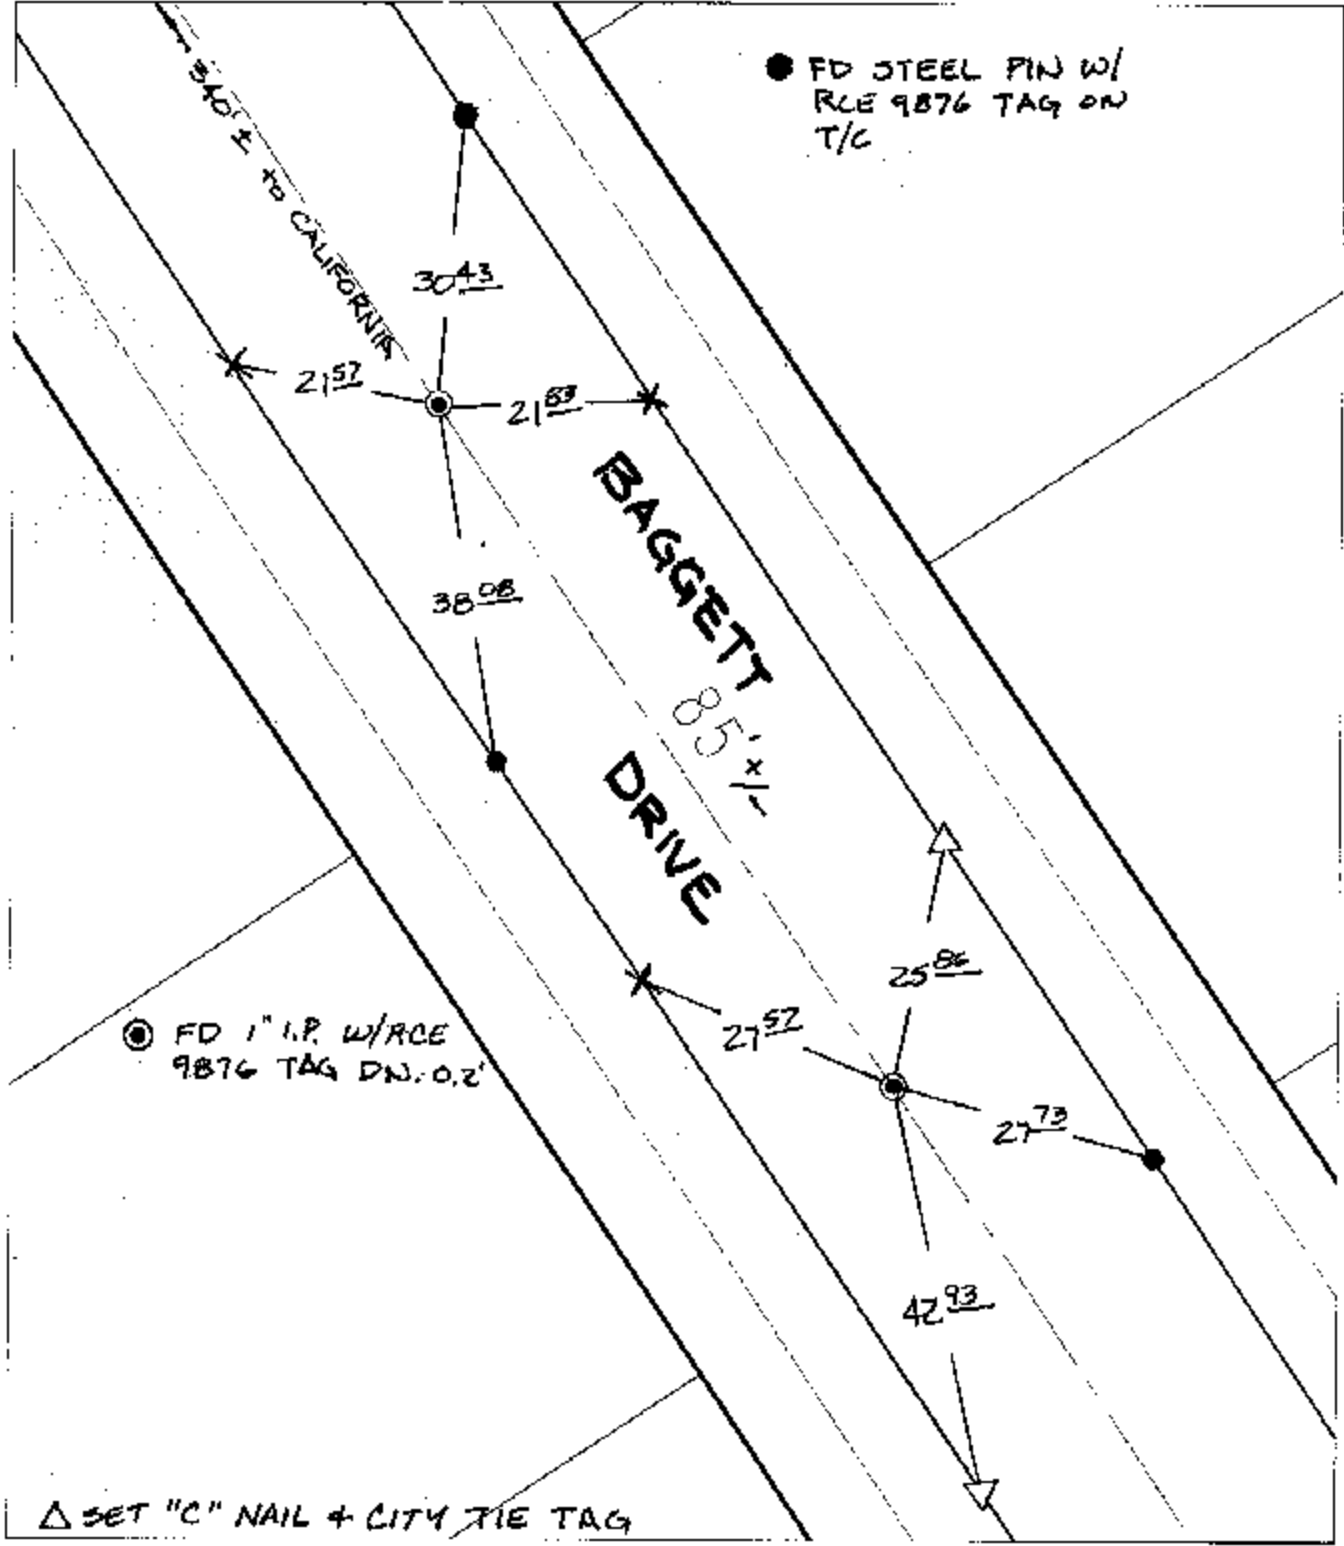 ● FD STEEL PIN W/
RCE 9876 TAG ON
T/C
340' ± to CALIFORNIA
30 43
21 57
21 83
38 08
BAGGETT
DRIVE
85' ±
25 86
27 57
27 73
42 93
FD 1" I.P. W/RCE
9876 TAG DN. 0.2'
△ SET "C" NAIL & CITY TIE TAG